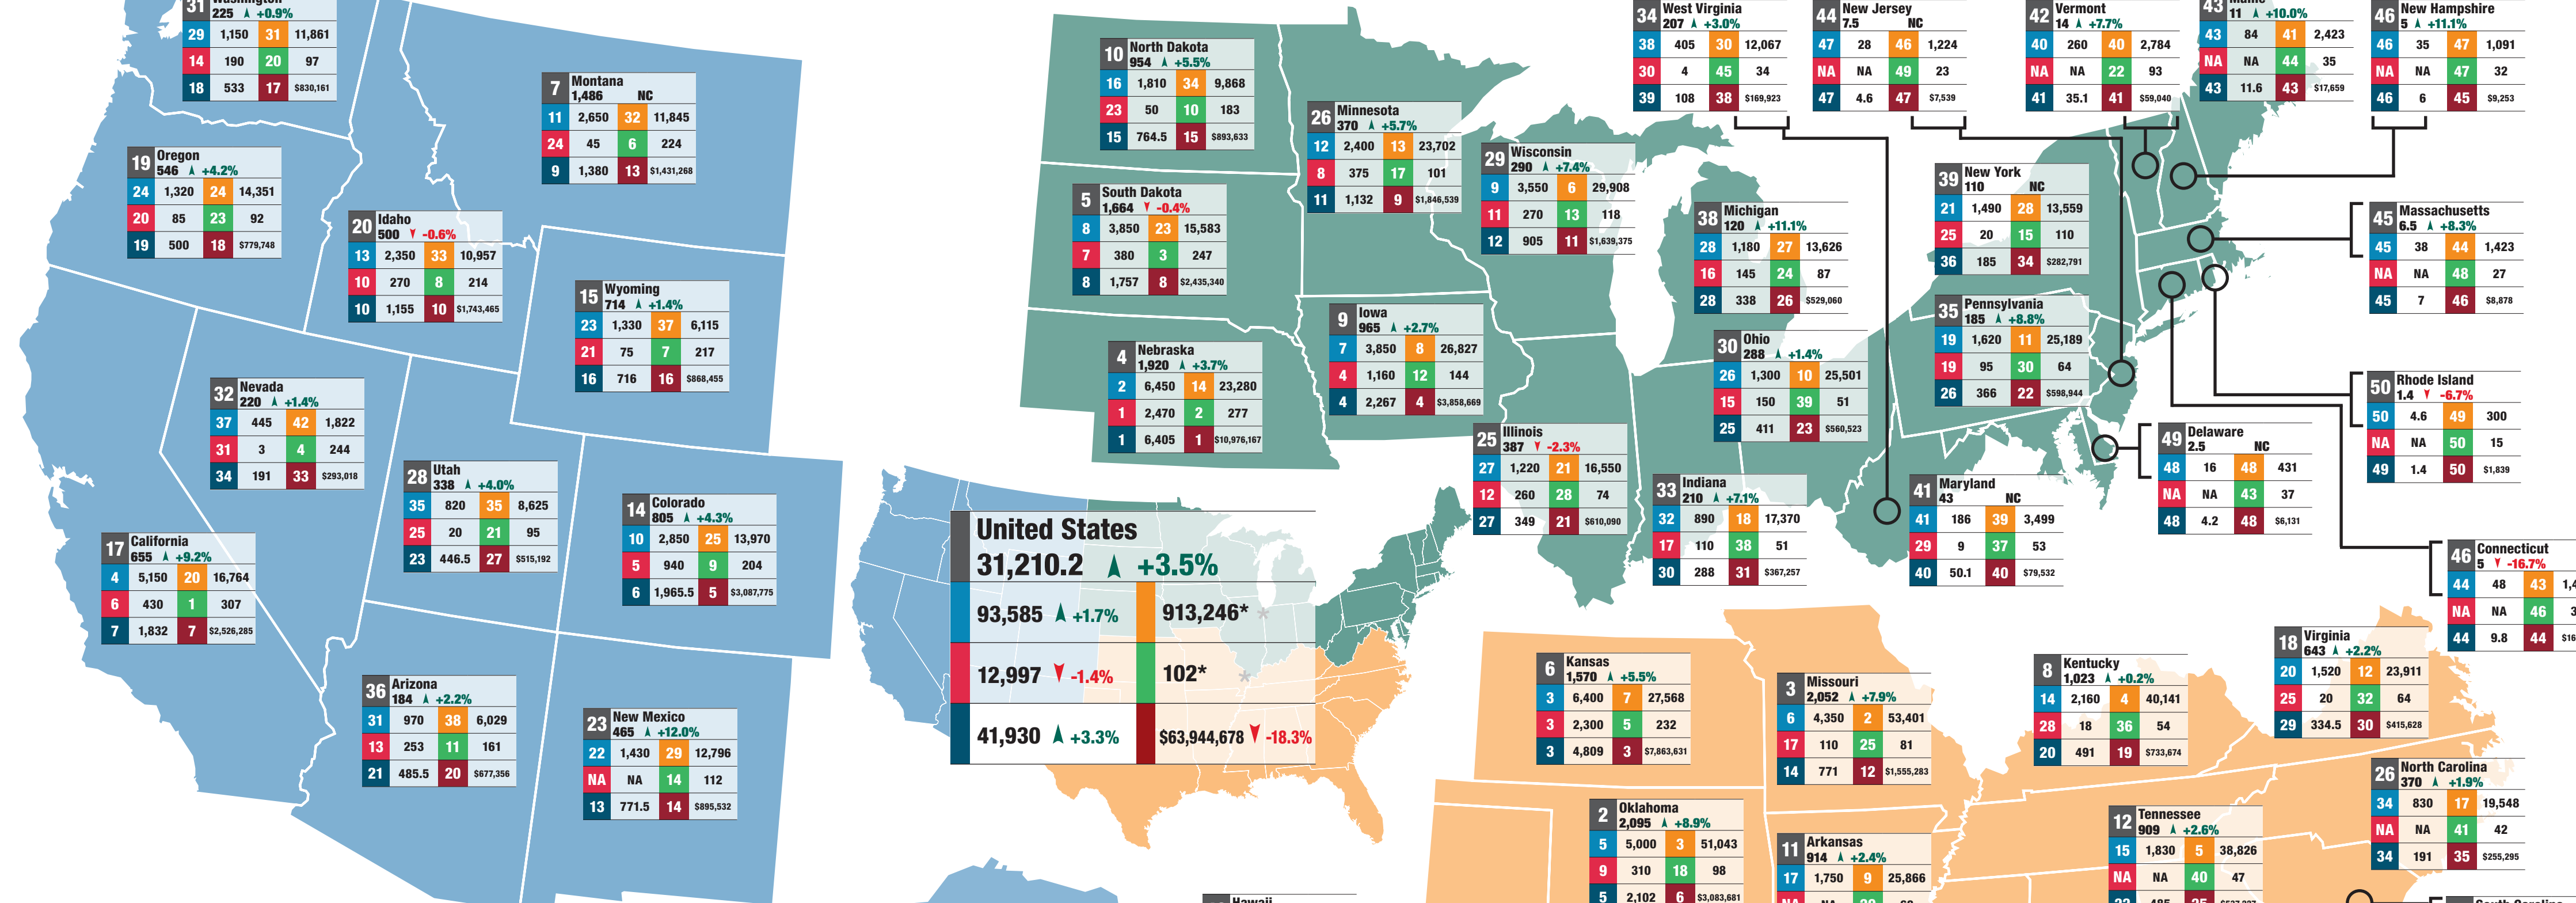 31 Washington
225 ▲ +0.9%
29 1,150 31 11,861
14 190 20 97
18 533 17 $830,161
7 Montana
1,486 NC
11 2,650 32 11,845
24 45 6 224
9 1,380 13 $1,431,268
19 Oregon
546 ▲ +4.2%
24 1,320 24 14,351
20 85 23 92
19 500 18 $779,748
20 Idaho
500 ▼ -0.6%
13 2,350 33 10,957
10 270 8 214
10 1,155 10 $1,743,465
15 Wyoming
714 ▲ +1.4%
23 1,330 37 6,115
21 75 7 217
16 716 16 $868,455
32 Nevada
220 ▲ +1.4%
37 445 42 1,822
31 3 4 244
34 191 33 $293,018
28 Utah
338 ▲ +4.0%
35 820 35 8,625
25 20 21 95
23 446.5 27 $515,192
14 Colorado
805 ▲ +4.3%
10 2,850 25 13,970
5 940 9 204
6 1,965.5 5 $3,087,775
17 California
655 ▲ +9.2%
4 5,150 20 16,764
6 430 1 307
7 1,832 7 $2,526,285
36 Arizona
184 ▲ +2.2%
31 970 38 6,029
13 253 11 161
21 485.5 20 $677,356
23 New Mexico
465 ▲ +12.0%
22 1,430 29 12,796
NA NA 14 112
13 771.5 14 $895,532
10 North Dakota
954 ▲ +5.5%
16 1,810 34 9,868
23 50 10 183
15 764.5 15 $893,633
26 Minnesota
370 ▲ +5.7%
12 2,400 13 23,702
8 375 17 101
11 1,132 9 $1,846,539
29 Wisconsin
290 ▲ +7.4%
9 3,550 6 29,908
11 270 13 118
12 905 11 $1,639,375
5 South Dakota
1,664 ▼ -0.4%
8 3,850 23 15,583
7 380 3 247
8 1,757 8 $2,435,340
38 Michigan
120 ▲ +11.1%
28 1,180 27 13,626
16 145 24 87
28 338 26 $529,060
9 Iowa
965 ▲ +2.7%
7 3,850 8 26,827
4 1,160 12 144
4 2,267 4 $3,858,669
4 Nebraska
1,920 ▲ +3.7%
2 6,450 14 23,280
1 2,470 2 277
1 6,405 1 $10,976,167
30 Ohio
288 ▲ +1.4%
26 1,300 10 25,501
15 150 39 51
25 411 23 $560,523
25 Illinois
387 ▼ -2.3%
27 1,220 21 16,550
12 260 28 74
27 349 21 $610,090
33 Indiana
210 ▲ +7.1%
32 890 18 17,370
17 110 38 51
30 288 31 $367,257
34 West Virginia
207 ▲ +3.0%
38 405 30 12,067
30 4 45 34
39 108 38 $169,923
44 New Jersey
7.5 NC
47 28 46 1,224
NA NA 49 23
47 4.6 47 $7,539
42 Vermont
14 ▲ +7.7%
40 260 40 2,784
NA NA 22 93
41 35.1 41 $59,040
43 Maine
11 ▲ +10.0%
43 84 41 2,423
NA NA 44 35
43 11.6 43 $17,659
46 New Hampshire
5 ▲ +11.1%
46 35 47 1,091
NA NA 47 32
46 6 45 $9,253
39 New York
110 NC
21 1,490 28 13,559
25 20 15 110
36 185 34 $282,791
45 Massachusetts
6.5 ▲ +8.3%
45 38 44 1,423
NA NA 48 27
45 7 46 $8,878
35 Pennsylvania
185 ▲ +8.8%
19 1,620 11 25,189
19 95 30 64
26 366 22 $598,944
50 Rhode Island
1.4 ▼ -6.7%
50 4.6 49 300
NA NA 50 15
49 1.4 50 $1,839
49 Delaware
2.5 NC
48 16 48 431
NA NA 43 37
48 4.2 48 $6,131
41 Maryland
43 NC
41 186 39 3,499
29 9 37 53
40 50.1 40 $79,532
46 Connecticut
5 ▼ -16.7%
44 48 43 1,4
NA NA 46 3
44 9.8 44 $16
United States
31,210.2 ▲ +3.5%
93,585 ▲ +1.7% 913,246*
12,997 ▼ -1.4% 102*
41,930 ▲ +3.3% $63,944,678 ▼ -18.3%
*
*
6 Kansas
1,570 ▲ +5.5%
3 6,400 7 27,568
3 2,300 5 232
3 4,809 3 $7,863,631
3 Missouri
2,052 ▲ +7.9%
6 4,350 2 53,401
17 110 25 81
14 771 12 $1,555,283
8 Kentucky
1,023 ▲ +0.2%
14 2,160 4 40,141
28 18 36 54
20 491 19 $733,674
18 Virginia
643 ▲ +2.2%
20 1,520 12 23,911
25 20 32 64
29 334.5 30 $415,628
26 North Carolina
370 ▲ +1.9%
34 830 17 19,548
NA NA 41 42
34 191 35 $255,295
2 Oklahoma
2,095 ▲ +8.9%
5 5,000 3 51,043
9 310 18 98
5 2,102 6 $3,083,681
11 Arkansas
914 ▲ +2.4%
17 1,750 9 25,866
12 Tennessee
909 ▲ +2.6%
15 1,830 5 38,826
NA NA 40 47
Hawaii
South Carolina